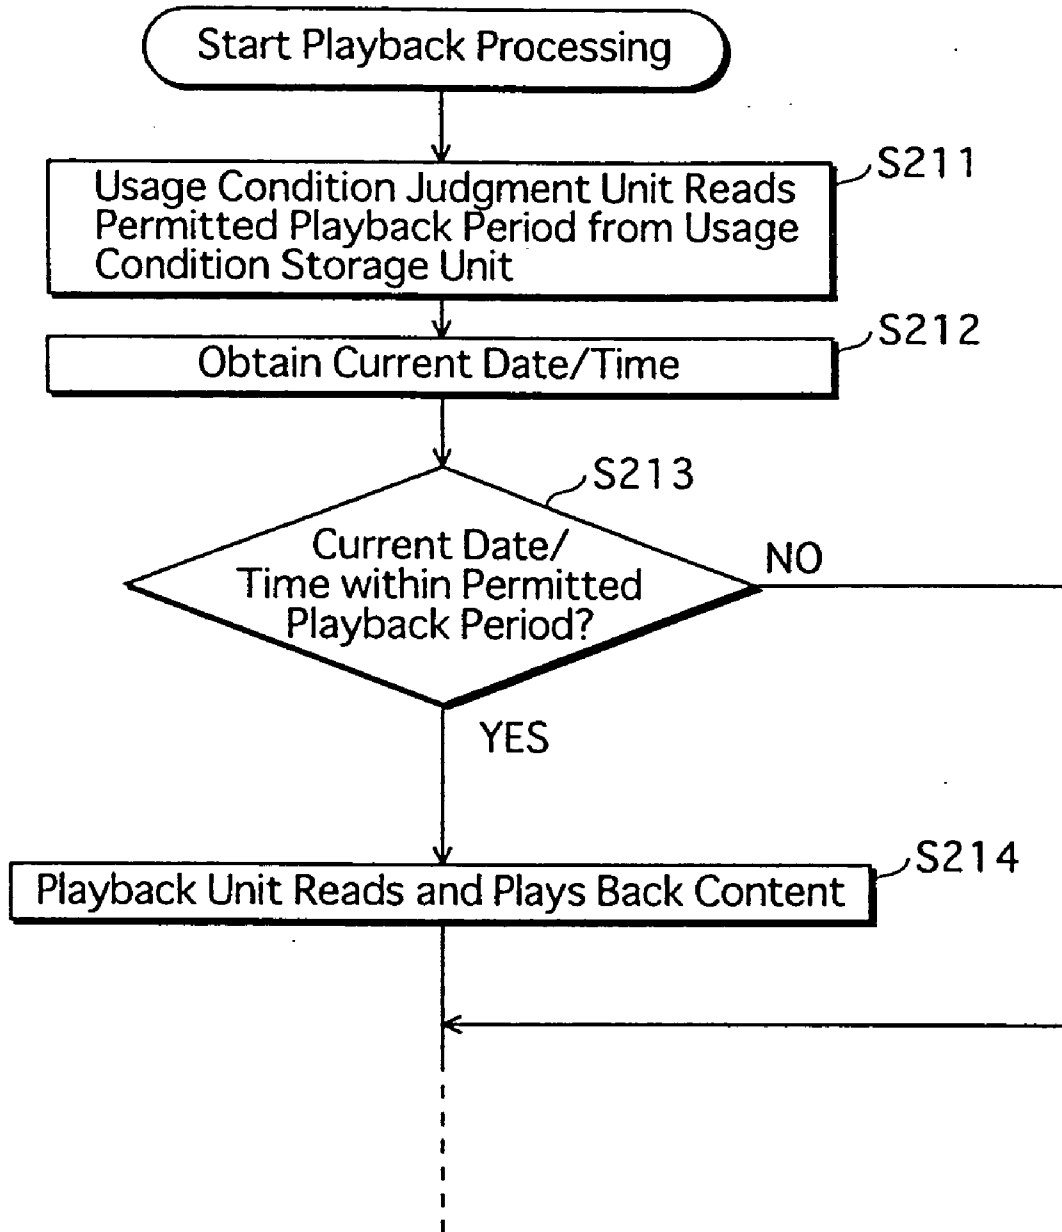 Start Playback Processing
S211
Usage Condition Judgment Unit Reads
Permitted Playback Period from Usage
Condition Storage Unit
S212
Obtain Current Date/Time
S213
Current Date/
Time within Permitted
Playback Period?
NO
YES
S214
Playback Unit Reads and Plays Back Content